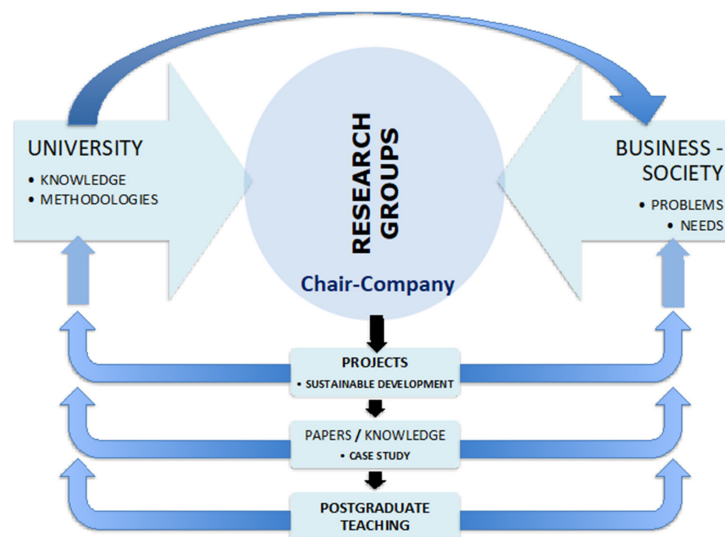 UNIVERSITY
• KNOWLEDGE
• METHODOLOGIES
RESEARCH
GROUPS
Chair-Company
BUSINESS -
SOCIETY
• PROBLEMS
• NEEDS
PROJECTS
• SUSTAINABLE DEVELOPMENT
PAPERS / KNOWLEDGE
• CASE STUDY
POSTGRADUATE
TEACHING